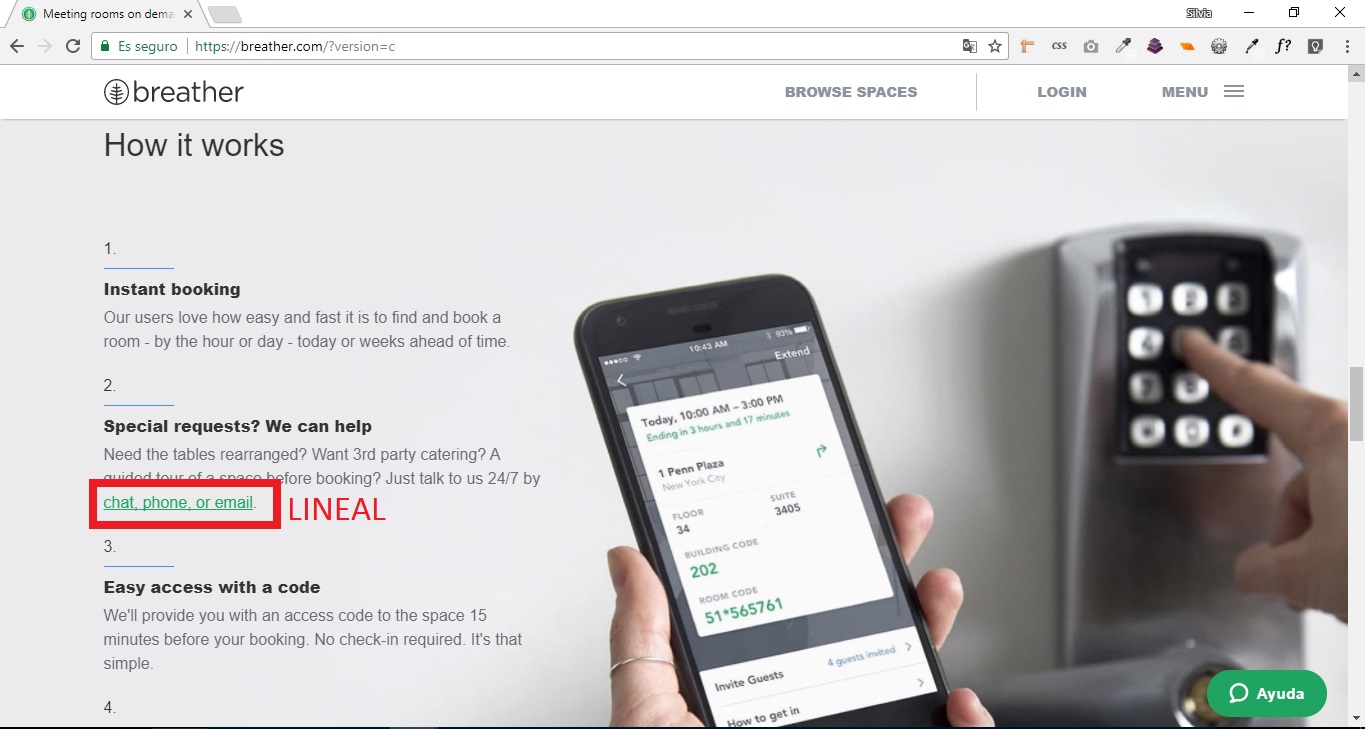 Meeting rooms on dema
Silvia
Es seguro
https://breather.com/?version=c
css
f?
breather
BROWSE SPACES
LOGIN
MENU
How it works
1.
Instant booking
Our users love how easy and fast it is to find and book a
room - by the hour or day - today or weeks ahead of time.
2.
Special requests? We can help
Need the tables rearranged? Want 3rd party catering? A
guided tour of a space before booking? Just talk to us 24/7 by
chat, phone, or email.
LINEAL
3.
Easy access with a code
We'll provide you with an access code to the space 15
minutes before your booking. No check-in required. It's that
simple.
4.
10:43 AM
93%
Extend
Today, 10:00 AM – 3:00 PM
Ending in 3 hours and 17 minutes
1 Penn Plaza
New York City
FLOOR
34
SUITE
3405
BUILDING CODE
202
ROOM CODE
51*565761
Invite Guests
4 guests invited
How to get in
1 2 3
4
7 8
Ayuda